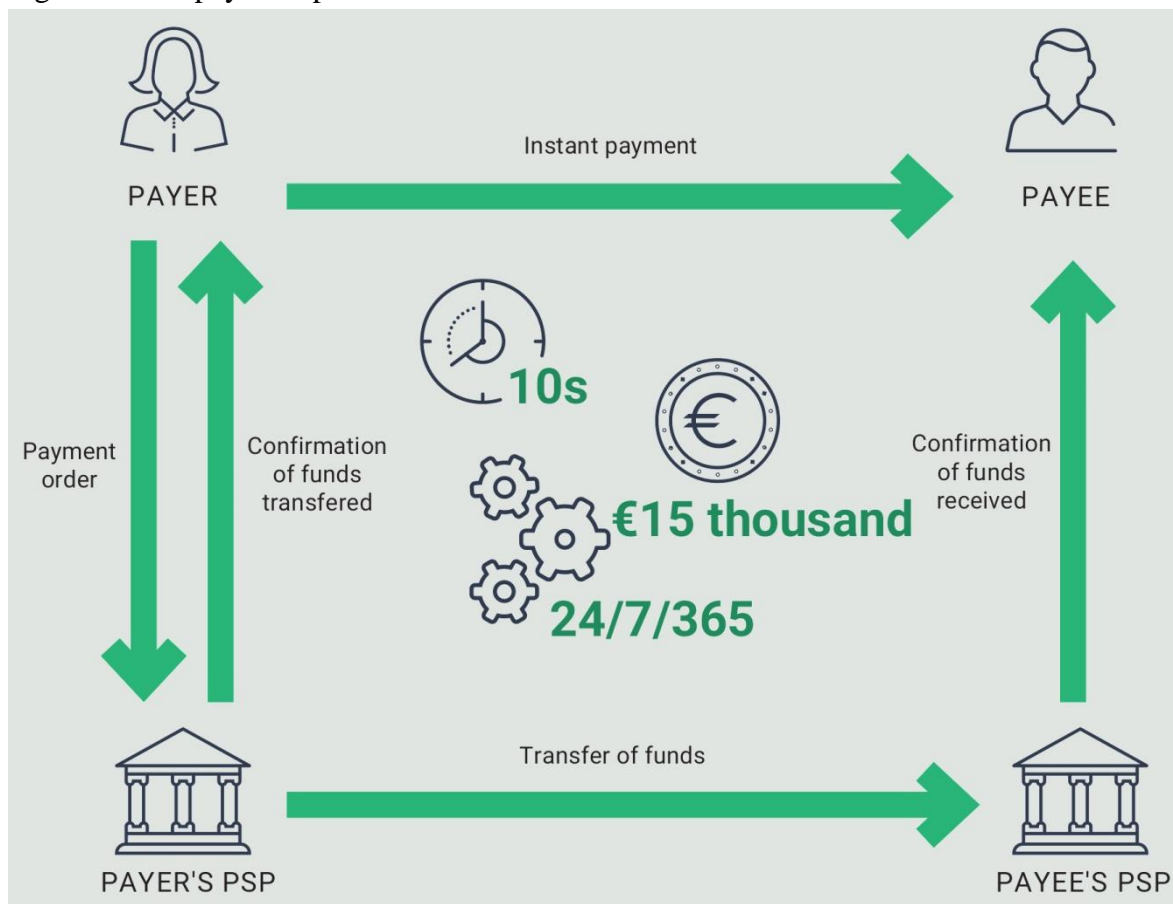 Instant payment
PAYER
PAYEE
10s
Payment
order
Confirmation
of funds
transfered
Confirmation
of funds
received
€15 thousand
24/7/365
Transfer of funds
PAYER'S PSP
PAYEE'S PSP